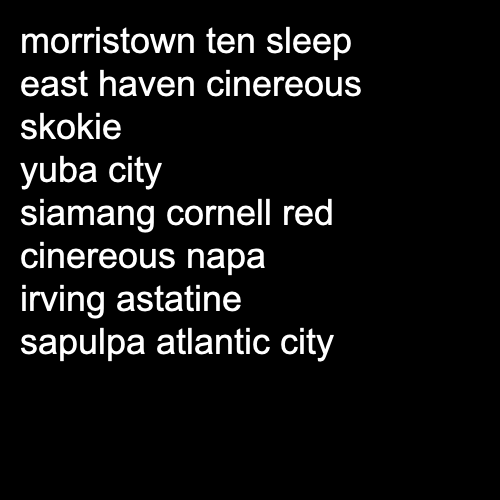 morristown ten sleep
east haven cinereous
skokie
yuba city
siamang cornell red
cinereous napa
irving astatine
sapulpa atlantic city